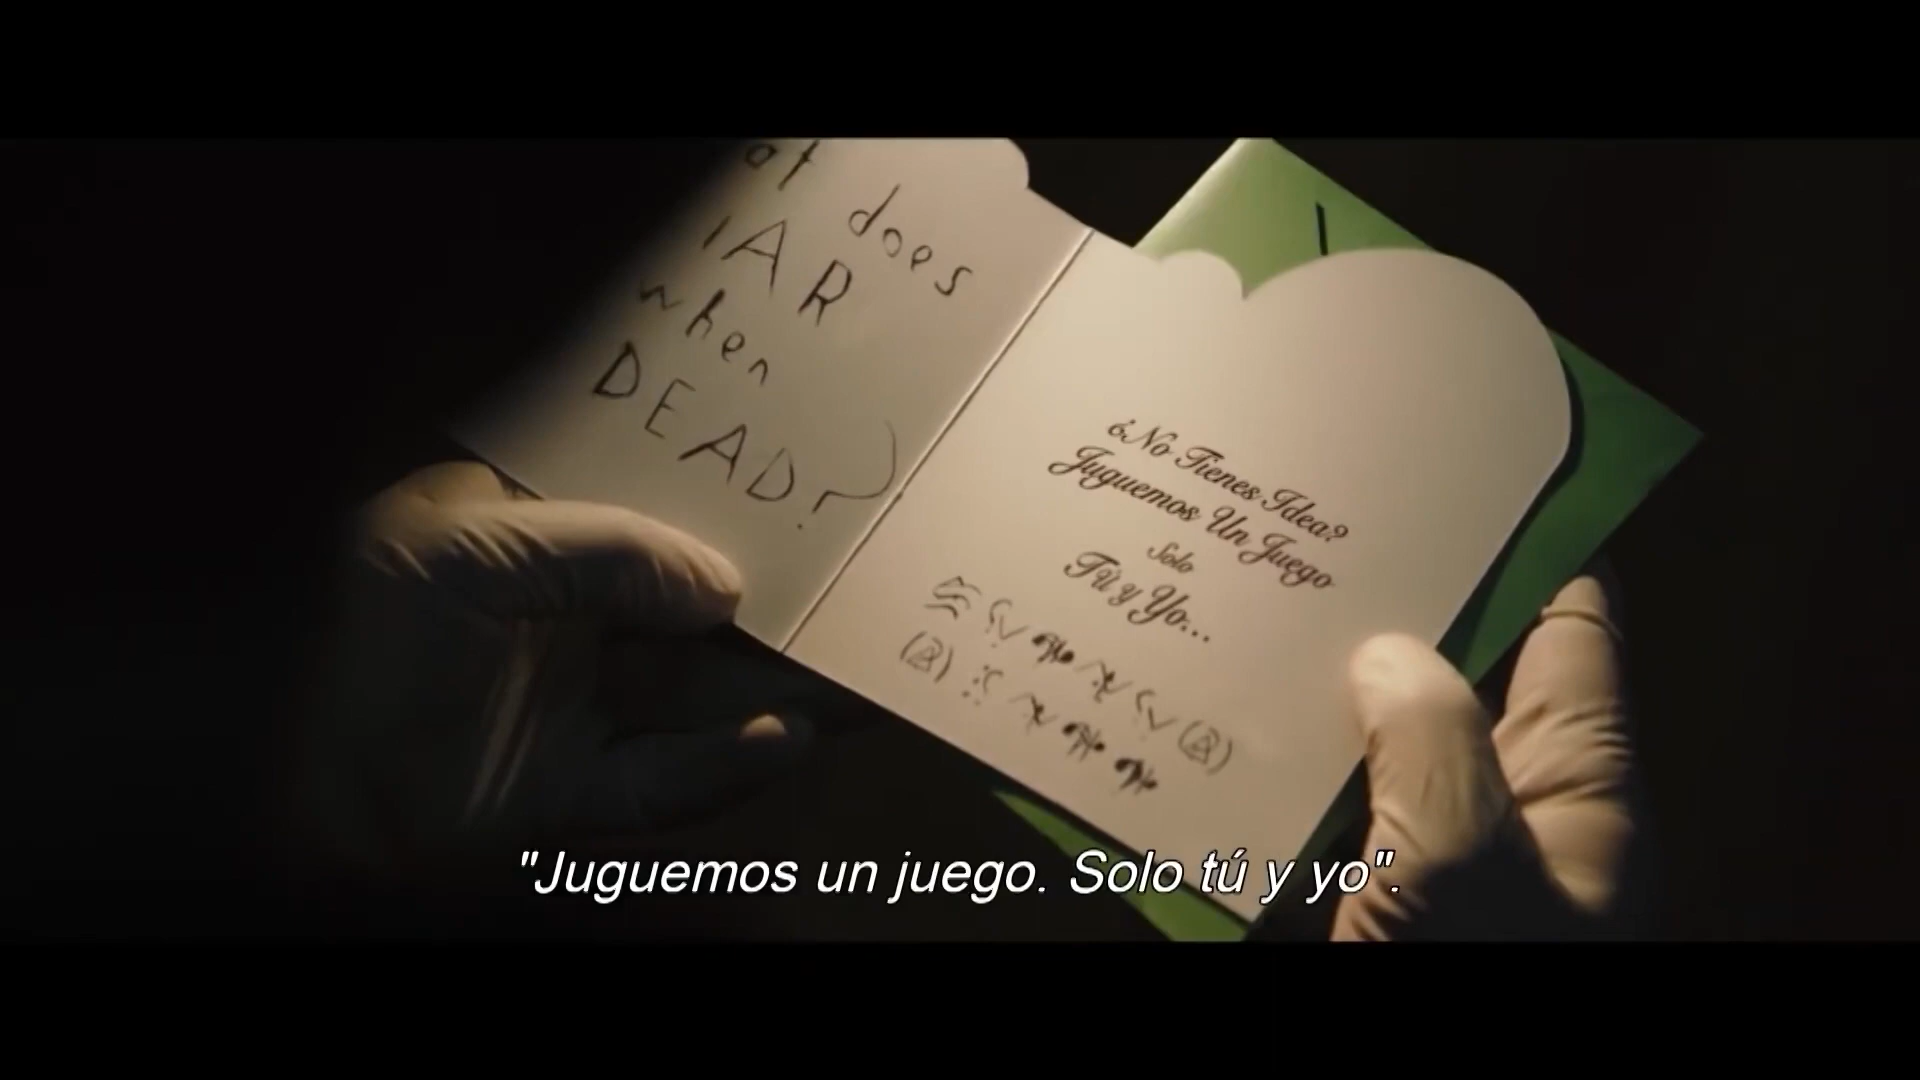 does
IAR
when
DEAD?
¿No Tienes Idea?
Juguemos Un Juego
Solo
Tú y Yo...
"Juguemos un juego. Solo tú y yo".